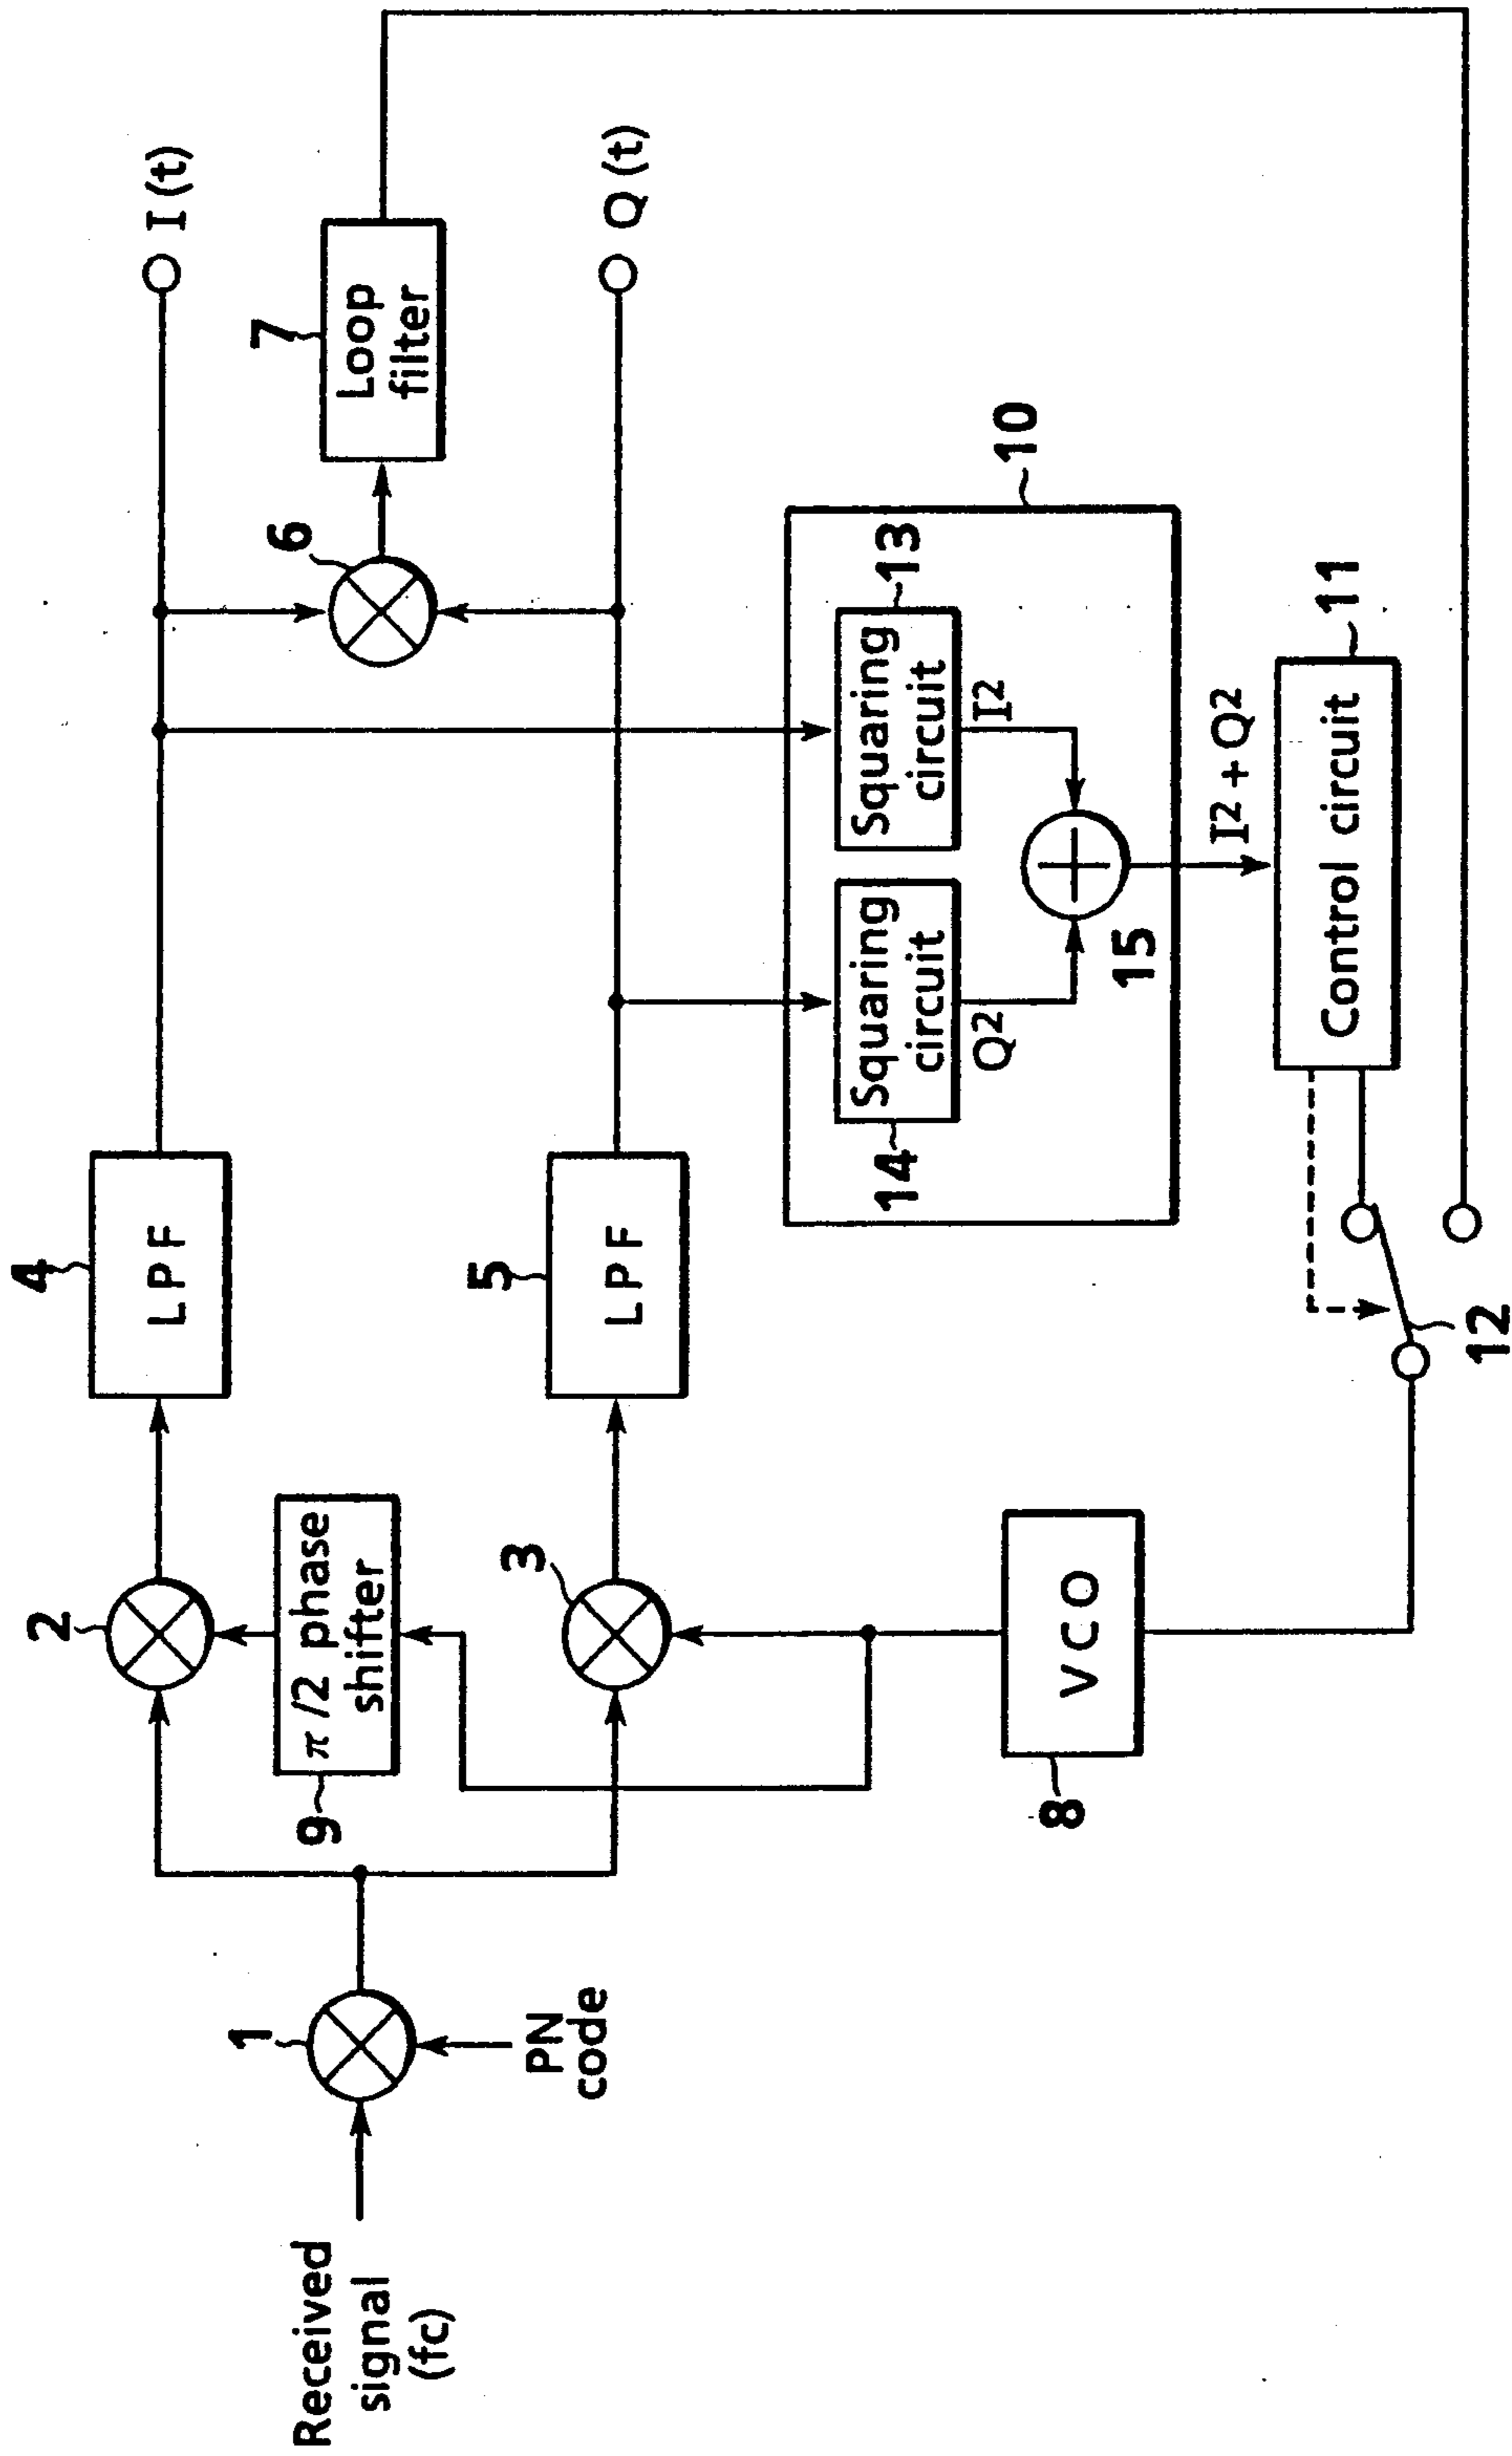 Received
signal
(fc)
1
PN
code
2
9
π/2 phase
shifter
3
8
VCO
4
LPF
5
LPF
6
7
Loop
filter
I (t)
Q (t)
10
13
Squaring
circuit
I²
14
Squaring
circuit
Q²
15
I² + Q²
11
Control circuit
12